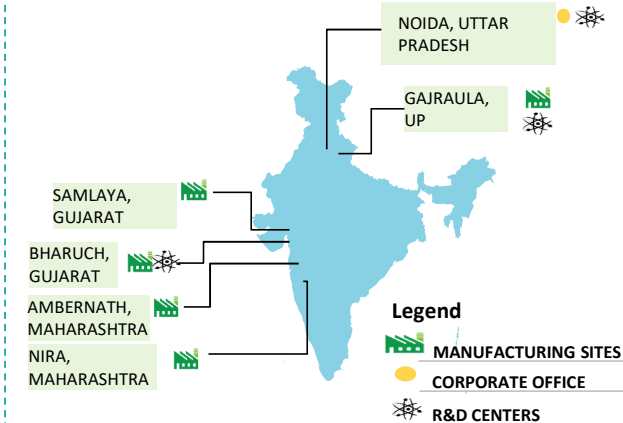 NOIDA, UTTAR
PRADESH
GAJRAULA,
UP
SAMLAYA,
GUJARAT
BHARUCH,
GUJARAT
AMBERNATH,
MAHARASHTRA
NIRA,
MAHARASHTRA
Legend
MANUFACTURING SITES
CORPORATE OFFICE
R&D CENTERS